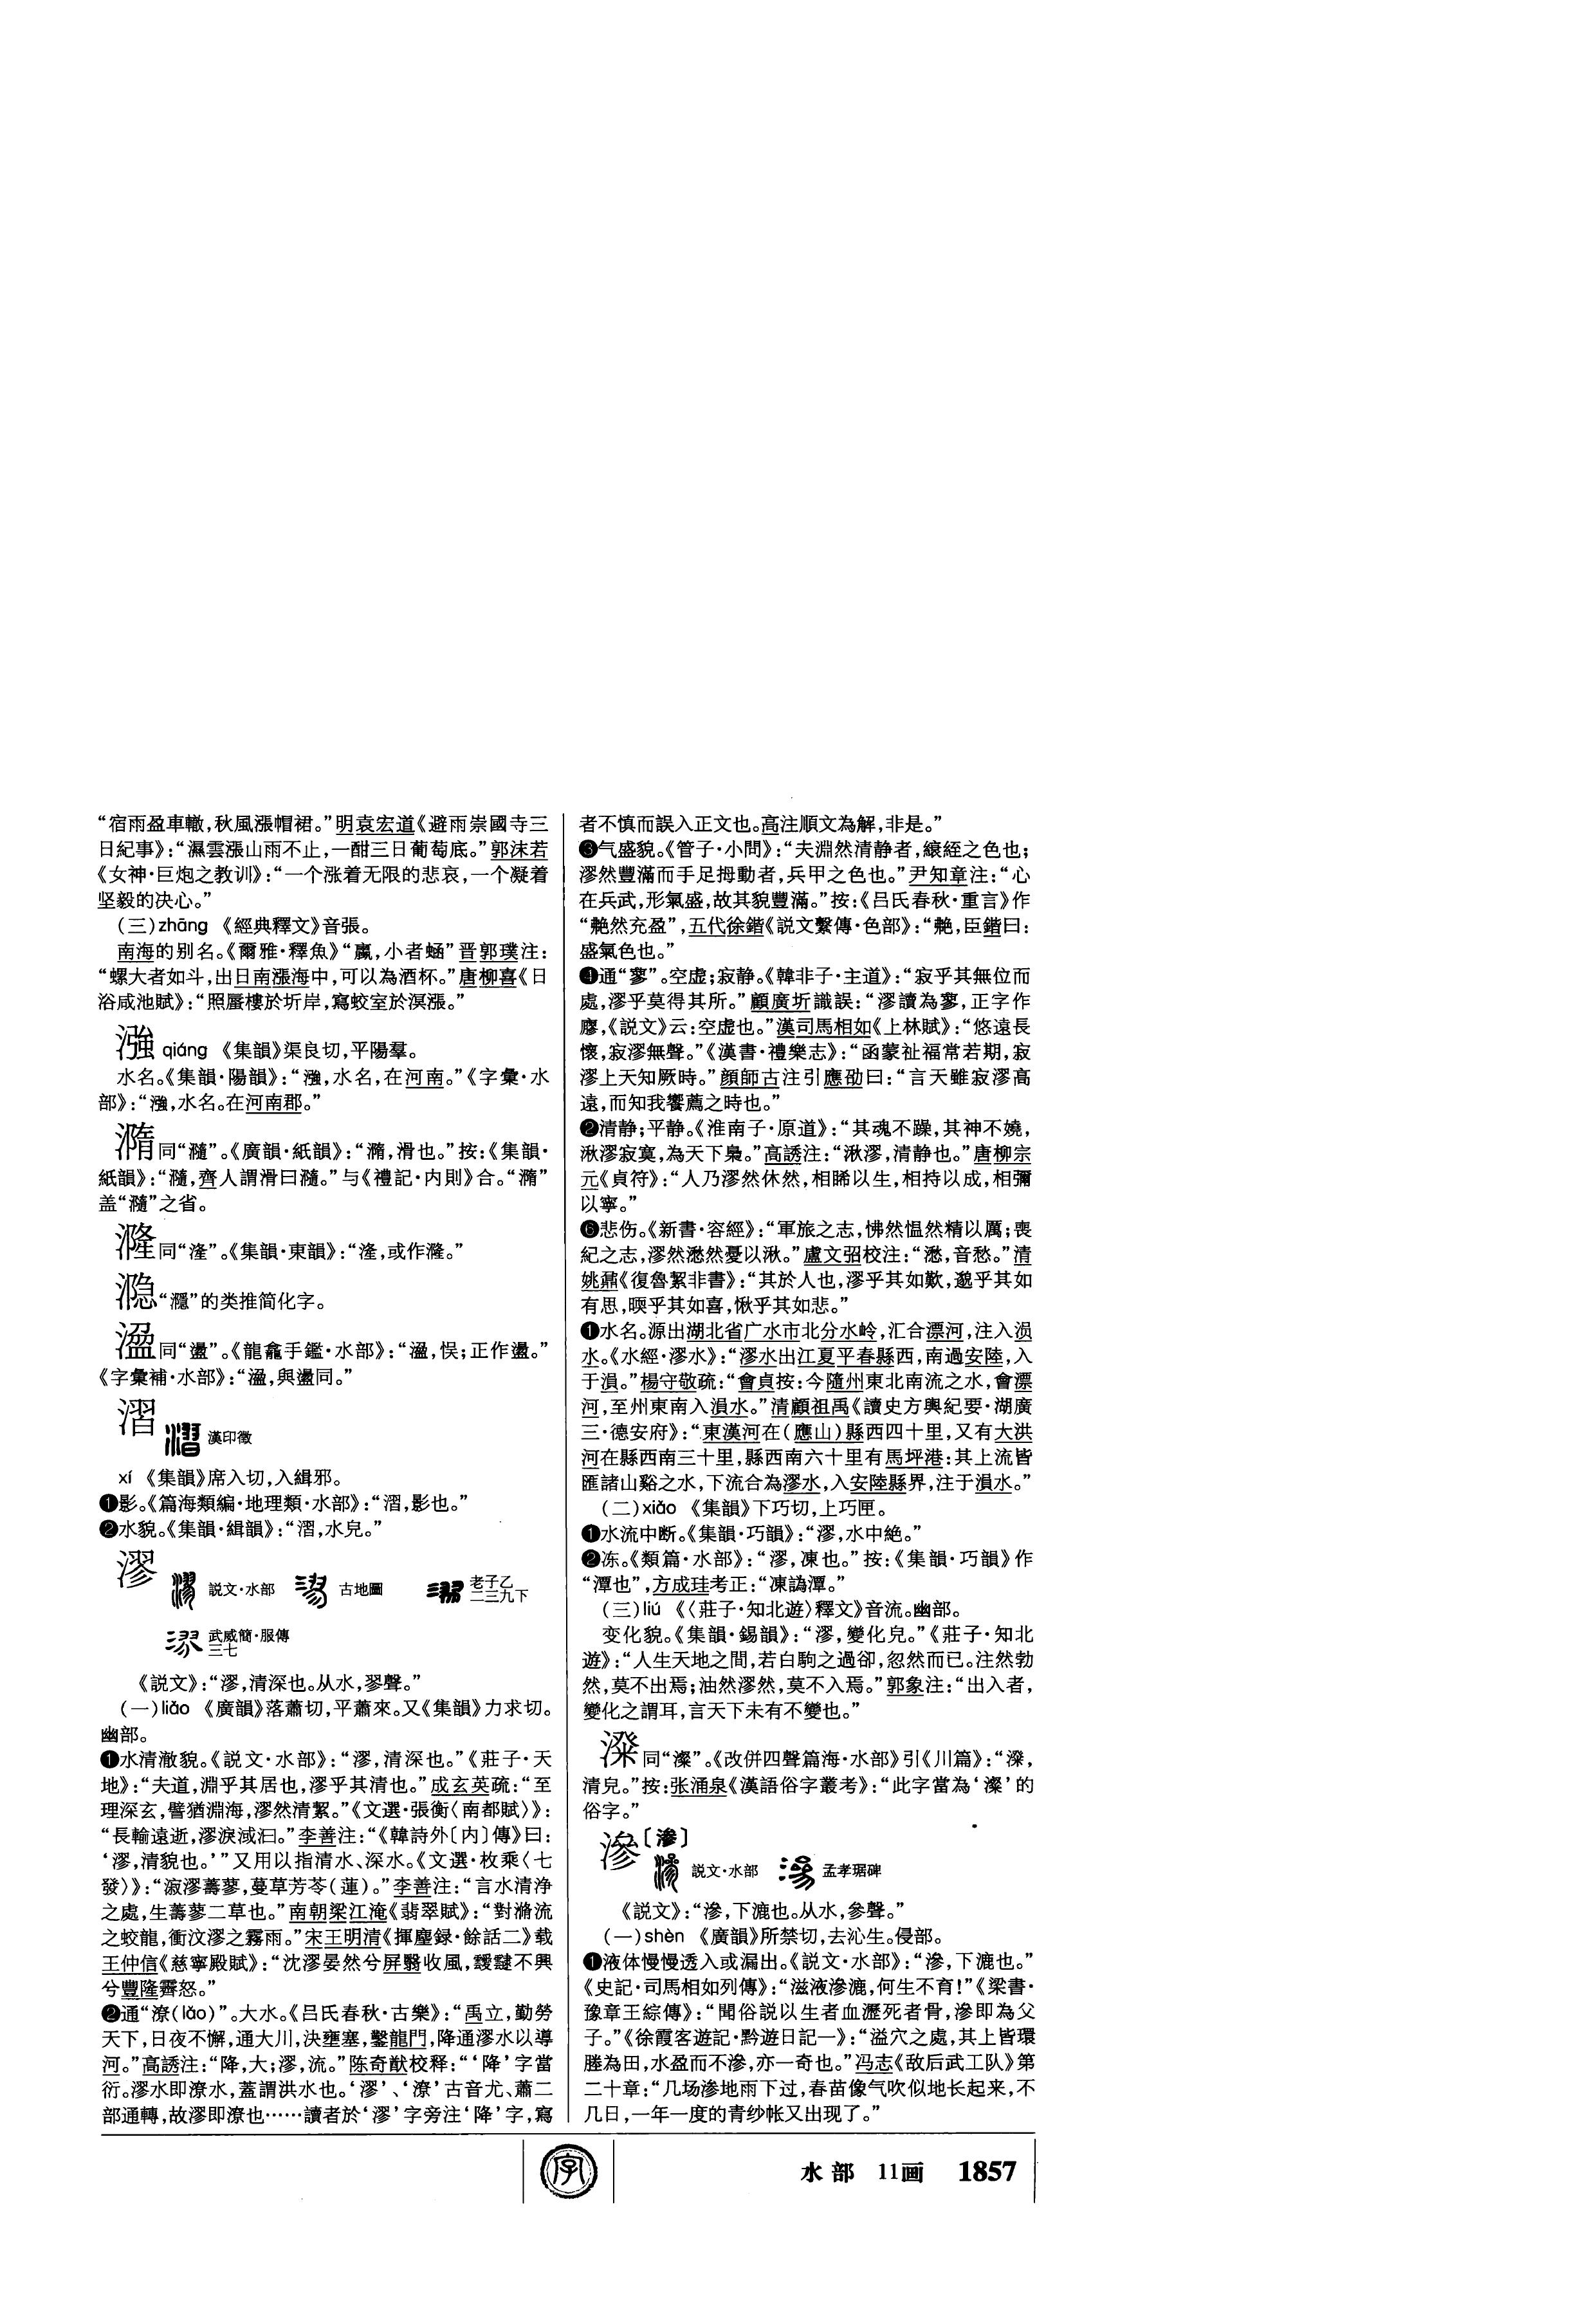 “宿雨盈車轍，秋風漲帽裙。”明袁宏道《避雨崇國寺三
日紀事》：“濕雲漲山雨不止，一酣三日葡萄底。”郭沫若
《女神·巨炮之教训》：“一个涨着无限的悲哀，一个凝着
坚毅的决心。”
（三）zhāng 《經典釋文》音張。
南海的别名。《爾雅·釋魚》“蠃，小者蜬”晋郭璞注：
“螺大者如斗，出日南漲海中，可以為酒杯。”唐柳喜《日
浴咸池賦》：“照蜃樓於圻岸，寫蛟室於溟漲。”
漒 qiáng 《集韻》渠良切，平陽羣。
水名。《集韻·陽韻》：“漒，水名，在河南。”《字彙·水
部》：“漒，水名。在河南郡。”
漪同“瀡”。《廣韻·紙韻》：“，滑也。”按：《集韻·
紙韻》：“瀡，齊人謂滑曰瀡。”与《禮記·内則》合。“”
盖“瀡”之省。
漋同“湰”。《集韻·東韻》：“湰，或作漋。”
㶏“濦”的类推简化字。
同“盪”。《龍龕手鑑·水部》：“，悮；正作盪。”
《字彙補·水部》：“，與盪同。”
漝 漢印徵
xí 《集韻》席入切，入緝邪。
❶影。《篇海類編·地理類·水部》：“漝，影也。”
❷水貌。《集韻·緝韻》：“漝，水皃。”
漻 説文·水部 古地圖 老子乙二三九下
武威簡·服傳三七
《説文》：“漻，清深也。从水，翏聲。”
（一）liǎo 《廣韻》落蕭切，平蕭來。又《集韻》力求切。
幽部。
❶水清澈貌。《説文·水部》：“漻，清深也。”《莊子·天
地》：“夫道，淵乎其居也，漻乎其清也。”成玄英疏：“至
理深玄，譬猶淵海，漻然清絜。”《文選·張衡〈南都賦〉》：
“長輸遠逝，漻淚淢汩。”李善注：“《韓詩外〔内〕傳》曰：
‘漻，清貌也。’”又用以指清水、深水。《文選·枚乘〈七
發〉》：“㴔漻薵蓼，蔓草芳苓（蓮）。”李善注：“言水清浄
之處，生薵蓼二草也。”南朝梁江淹《翡翠賦》：“對瀡流
之蛟龍，衝汶漻之霧雨。”宋王明清《揮麈録·餘話二》载
王仲信《慈寧殿賦》：“沈漻晏然兮屏翳收風，靉靆不興
兮豐隆霽怒。”
❷通“潦（lǎo）”。大水。《吕氏春秋·古樂》：“禹立，勤勞
天下，日夜不懈，通大川，決壅塞，鑿龍門，降通漻水以導
河。”高誘注：“降，大；漻，流。”陈奇猷校释：“‘降’字當
衍。漻水即潦水，蓋謂洪水也。‘漻’、‘潦’古音尤、蕭二
部通轉，故漻即潦也……讀者於‘漻’字旁注‘降’字，寫
者不慎而誤入正文也。高注順文為解，非是。”
❸气盛貌。《管子·小問》：“夫淵然清静者，縗絰之色也；
漻然豐滿而手足拇動者，兵甲之色也。”尹知章注：“心
在兵武，形氣盛，故其貌豐滿。”按：《吕氏春秋·重言》作
“艴然充盈”，五代徐鍇《説文繫傳·色部》：“艴，臣鍇曰：
盛氣色也。”
❹通“寥”。空虚；寂静。《韓非子·主道》：“寂乎其無位而
處，漻乎莫得其所。”顧廣圻識誤：“漻讀為寥，正字作
廫，《説文》云：空虚也。”漢司馬相如《上林賦》：“悠遠長
懷，寂漻無聲。”《漢書·禮樂志》：“函蒙祉福常若期，寂
漻上天知厥時。”顔師古注引應劭曰：“言天雖寂漻高
遠，而知我饗薦之時也。”
❷清静；平静。《淮南子·原道》：“其魂不躁，其神不嬈，
湫漻寂寞，為天下梟。”高誘注：“湫漻，清静也。”唐柳宗
元《貞符》：“人乃漻然休然，相睎以生，相持以成，相彌
以寧。”
❻悲伤。《新書·容經》：“軍旅之志，怫然愠然精以厲；喪
紀之志，漻然懘然憂以湫。”盧文弨校注：“懘，音愁。”清
姚鼐《復魯絜非書》：“其於人也，漻乎其如歎，邈乎其如
有思，㬉乎其如喜，愀乎其如悲。”
❶水名。源出湖北省广水市北分水岭，汇合漂河，注入涢
水。《水經·漻水》：“漻水出江夏平春縣西，南過安陸，入
于溳。”楊守敬疏：“會貞按：今隨州東北南流之水，會漂
河，至州東南入溳水。”清顧祖禹《讀史方輿紀要·湖廣
三·德安府》：“東漢河在（應山）縣西四十里，又有大洪
河在縣西南三十里，縣西南六十里有馬坪港：其上流皆
匯諸山谿之水，下流合為漻水，入安陸縣界，注于溳水。”
（二）xiǎo 《集韻》下巧切，上巧匣。
❶水流中断。《集韻·巧韻》：“漻，水中絶。”
❷冻。《類篇·水部》：“漻，凍也。”按：《集韻·巧韻》作
“潭也”，方成珪考正：“凍譌潭。”
（三）liú 《〈莊子·知北遊〉釋文》音流。幽部。
变化貌。《集韻·錫韻》：“漻，變化皃。”《莊子·知北
遊》：“人生天地之間，若白駒之過卻，忽然而已。注然勃
然，莫不出焉；油然漻然，莫不入焉。”郭象注：“出入者，
變化之謂耳，言天下未有不變也。”
同“澯”。《改併四聲篇海·水部》引《川篇》：“，
清皃。”按：张涌泉《漢語俗字叢考》：“此字當為‘澯’的
俗字。”
滲〔渗〕 説文·水部 孟孝琚碑
《説文》：“滲，下漉也。从水，參聲。”
（一）shèn 《廣韻》所禁切，去沁生。侵部。
❶液体慢慢透入或漏出。《説文·水部》：“滲，下漉也。”
《史記·司馬相如列傳》：“滋液滲漉，何生不育！”《梁書·
豫章王綜傳》：“聞俗説以生者血瀝死者骨，滲即為父
子。”《徐霞客遊記·黔遊日記一》：“溢穴之處，其上皆環
塍為田，水盈而不滲，亦一奇也。”冯志《敌后武工队》第
二十章：“几场渗地雨下过，春苗像气吹似地长起来，不
几日，一年一度的青纱帐又出现了。”
字
水部 11画 1857